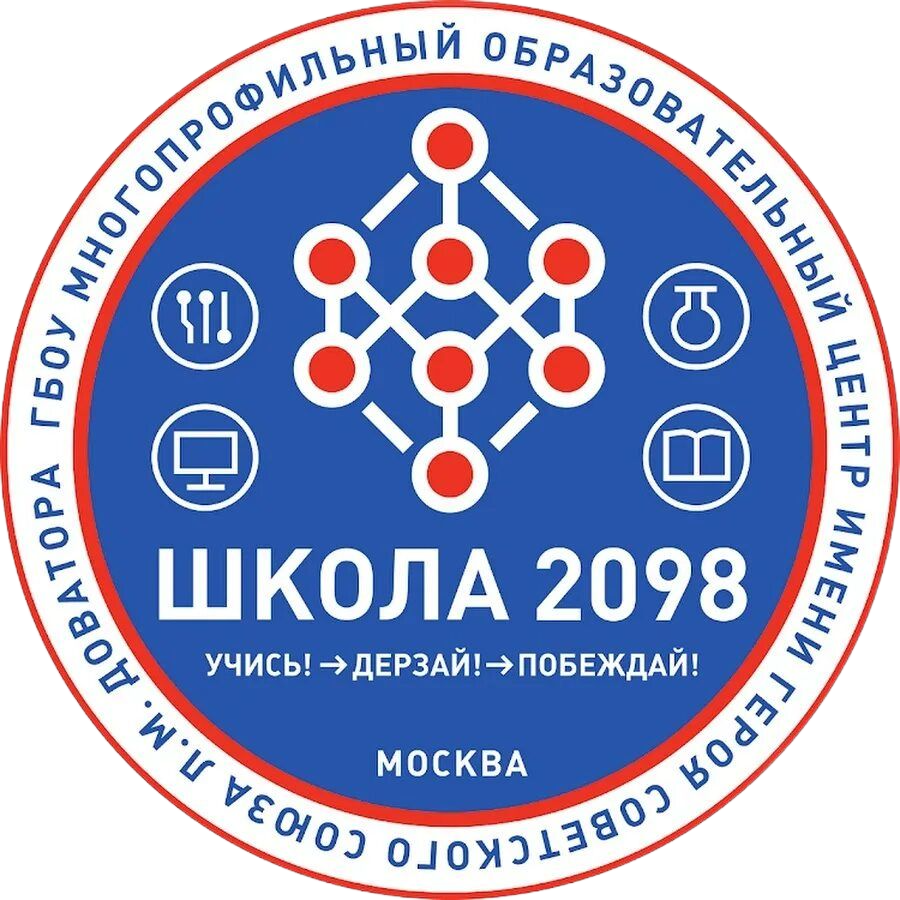 ГБОУ МНОГОПРОФИЛЬНЫЙ ОБРАЗОВАТЕЛЬНЫЙ ЦЕНТР ИМЕНИ ГЕРОЯ СОВЕТСКОГО СОЮЗА Л.М. ДОВАТОРА
ШКОЛА 2098
УЧИСЬ!→ДЕРЗАЙ!→ПОБЕЖДАЙ!
МОСКВА